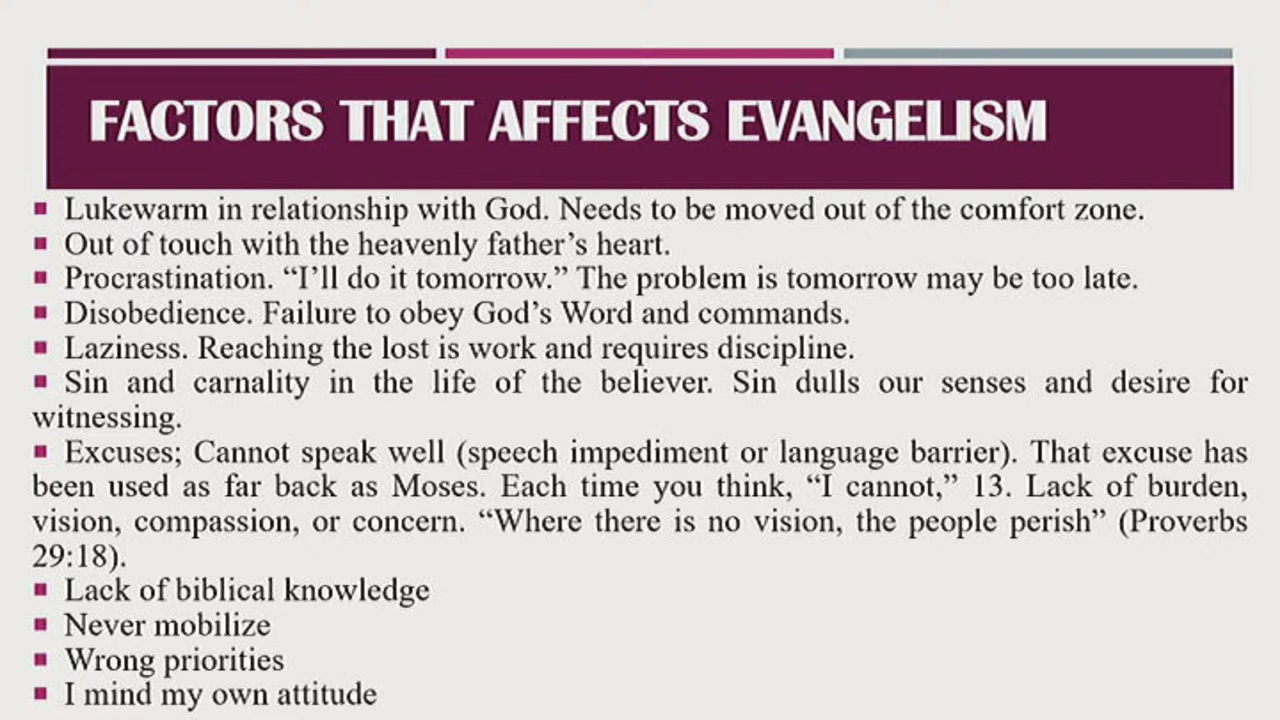 FACTORS THAT AFFECTS EVANGELISM
▪ Lukewarm in relationship with God. Needs to be moved out of the comfort zone.
▪ Out of touch with the heavenly father’s heart.
▪ Procrastination. “I’ll do it tomorrow.” The problem is tomorrow may be too late.
▪ Disobedience. Failure to obey God’s Word and commands.
▪ Laziness. Reaching the lost is work and requires discipline.
▪ Sin and carnality in the life of the believer. Sin dulls our senses and desire for
witnessing.
▪ Excuses; Cannot speak well (speech impediment or language barrier). That excuse has
been used as far back as Moses. Each time you think, “I cannot,” 13. Lack of burden,
vision, compassion, or concern. “Where there is no vision, the people perish” (Proverbs
29:18).
▪ Lack of biblical knowledge
▪ Never mobilize
▪ Wrong priorities
▪ I mind my own attitude